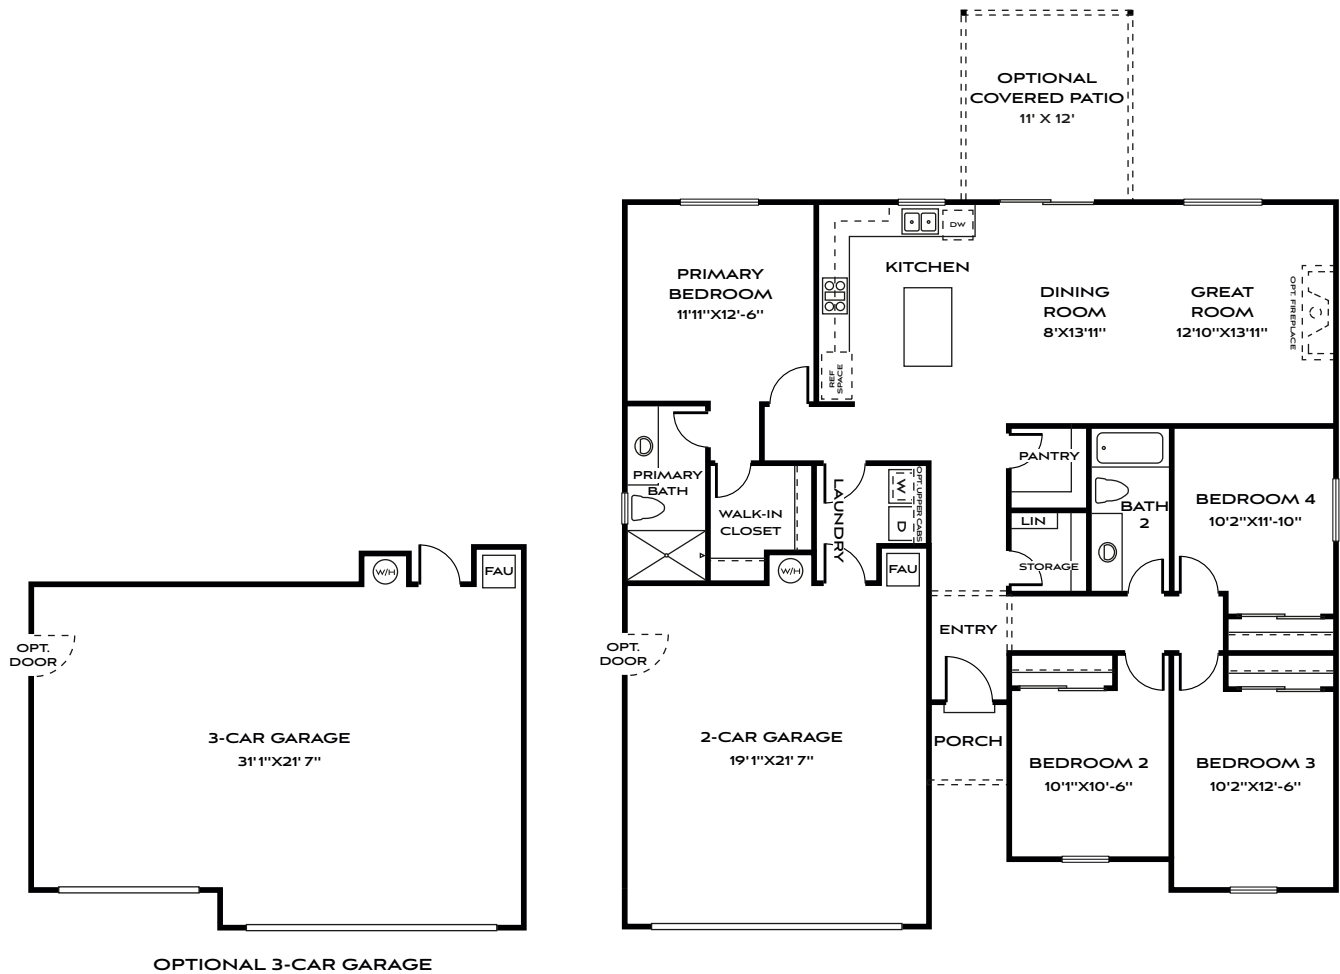 OPTIONAL
COVERED PATIO
11' X 12'
PRIMARY
BEDROOM
11'11"X12'-6"
KITCHEN
DW
REF
SPACE
DINING
ROOM
8'X13'11"
GREAT
ROOM
12'10"X13'11"
OPT. FIREPLACE
PRIMARY
BATH
WALK-IN
CLOSET
LAUNDRY
W
D
OPT. UPPER CABS
PANTRY
LIN
STORAGE
BATH
2
BEDROOM 4
10'2"X11'-10"
W/H
FAU
ENTRY
OPT.
DOOR
2-CAR GARAGE
19'1"X21' 7"
PORCH
BEDROOM 2
10'1"X10'-6"
BEDROOM 3
10'2"X12'-6"
W/H
FAU
OPT.
DOOR
3-CAR GARAGE
31'1"X21' 7"
OPTIONAL 3-CAR GARAGE